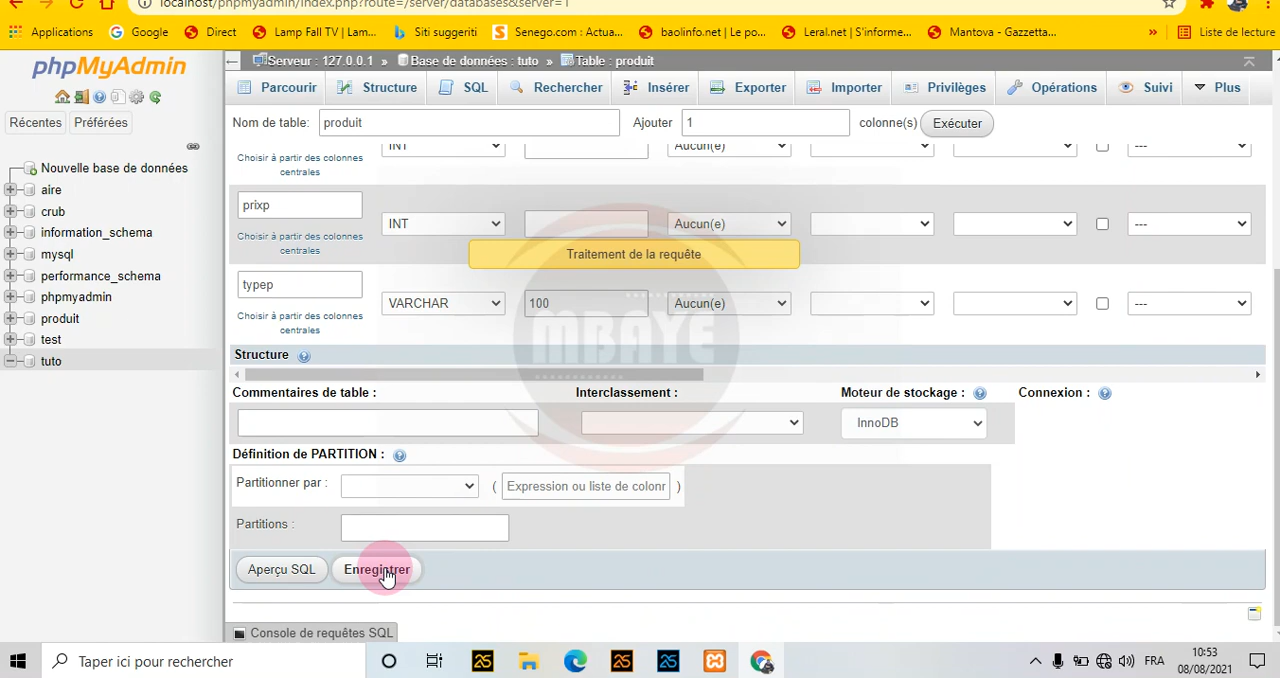 localhost/phpmyadmin/index.php?route=/server/databases&server=1
Applications
Google
Direct
Lamp Fall TV | Lam...
Siti suggeriti
Senego.com : Actua...
baolinfo.net | Le po...
Leral.net | S'informe...
Mantova - Gazzetta...
»
Liste de lecture
phpMyAdmin
Récentes
Préférées
Nouvelle base de données
aire
crub
information_schema
mysql
performance_schema
phpmyadmin
produit
test
tuto
Serveur : 127.0.0.1 » Base de données : tuto » Table : produit
Parcourir
Structure
SQL
Rechercher
Insérer
Exporter
Importer
Privilèges
Opérations
Suivi
Plus
Nom de table: produit Ajouter 1 colonne(s) Exécuter
INT Aucun(e) ---
Choisir à partir des colonnes
centrales
prixp
INT Aucun(e) ---
Choisir à partir des colonnes
centrales
Traitement de la requête
typep
VARCHAR 100 Aucun(e) ---
Choisir à partir des colonnes
centrales
MBAYE
Structure
Commentaires de table : Interclassement : Moteur de stockage : Connexion :
InnoDB
Définition de PARTITION :
Partitionner par : ( Expression ou liste de colonr )
Partitions :
Aperçu SQL Enregistrer
Console de requêtes SQL
Taper ici pour rechercher
25
25
25
FRA
10:53
08/08/2021